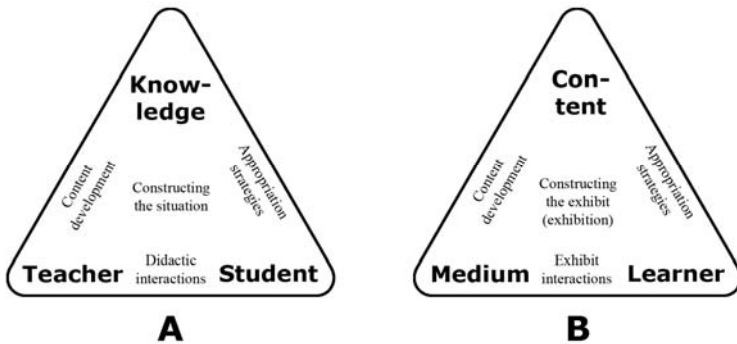 Know-
ledge
Content
development
Constructing
the situation
Appropriation
strategies
Teacher
Didactic
interactions
Student
A
Con-
tent
Content
development
Constructing
the exhibit
(exhibition)
Appropriation
strategies
Medium
Exhibit
interactions
Learner
B